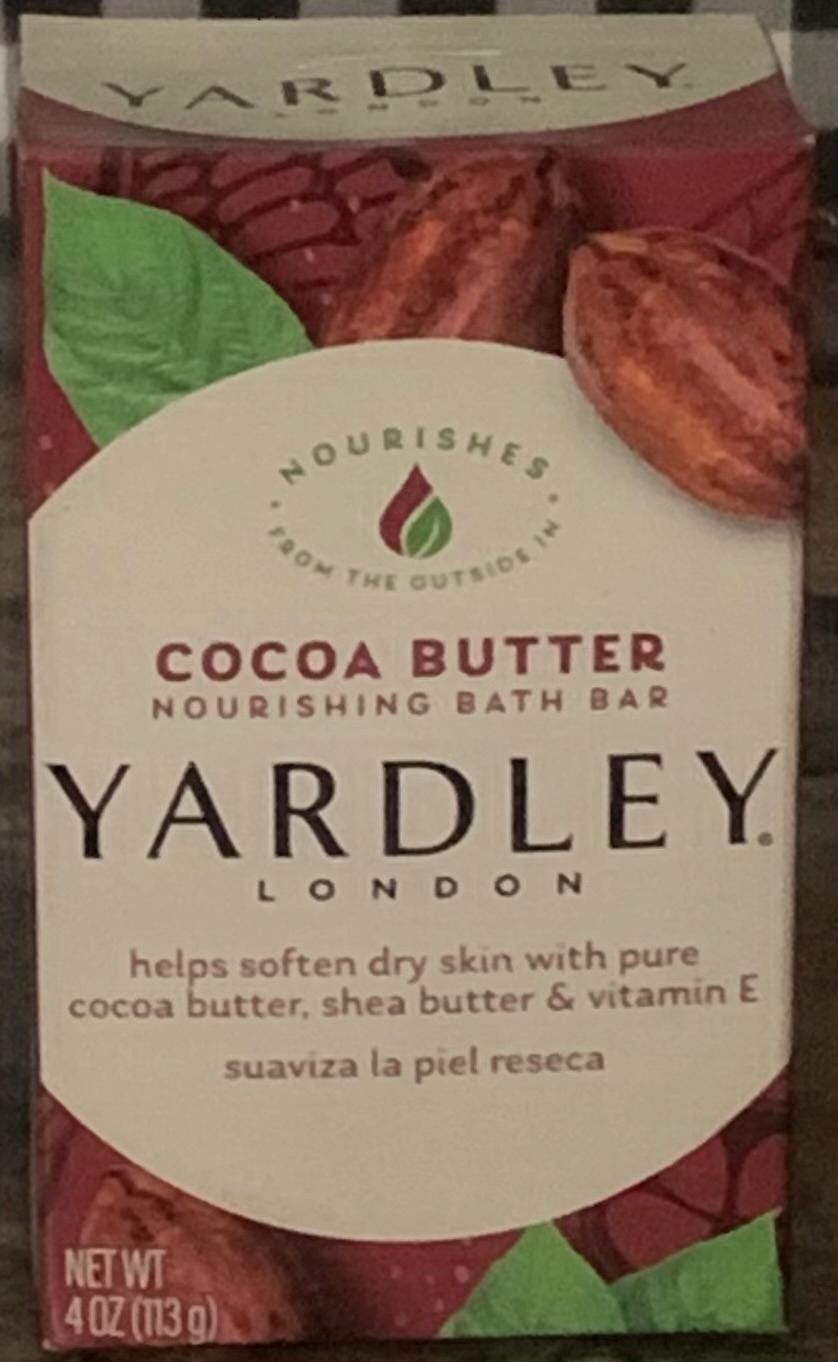 YARDLEY
LONDON
NOURISHES
FROM THE OUTSIDE IN
COCOA BUTTER
NOURISHING BATH BAR
YARDLEY®
LONDON
helps soften dry skin with pure
cocoa butter, shea butter & vitamin E
suaviza la piel reseca
NET WT
4 OZ (113 g)